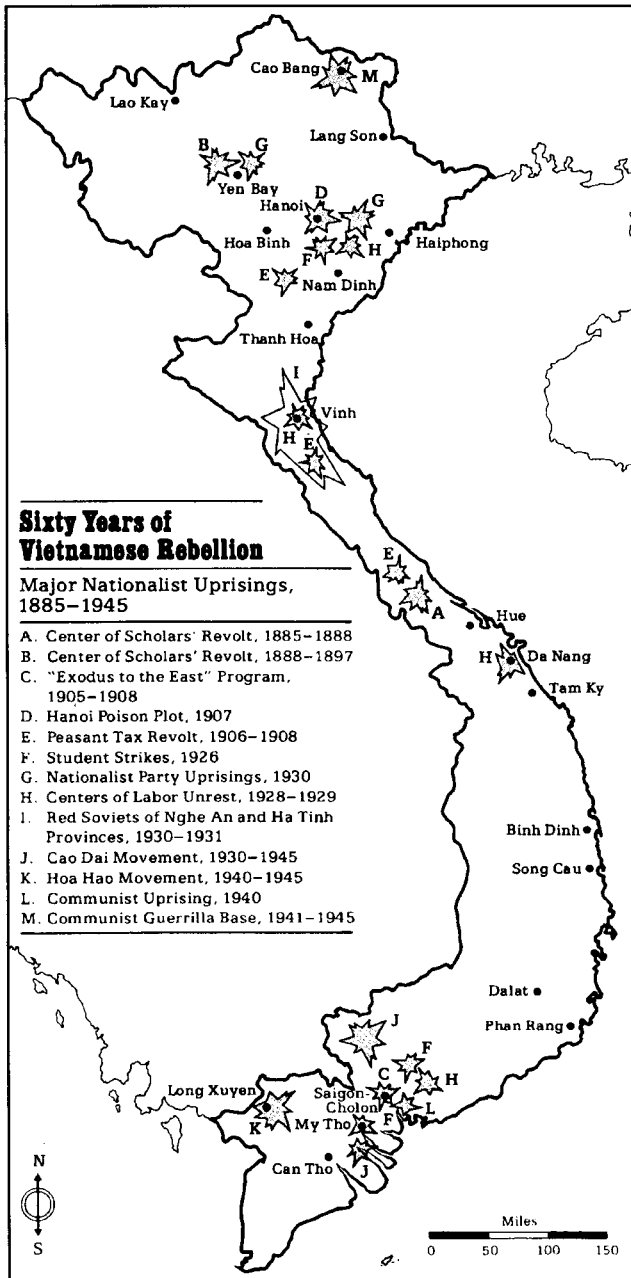 Cao Bang
M
Lao Kay
Lang Son
B
G
Yen Bay
D
Hanoi
G
Hoa Binh
F
H
Haiphong
E
Nam Dinh
Thanh Hoa
I
Vinh
H
E
Sixty Years of
Vietnamese Rebellion
Major Nationalist Uprisings,
1885–1945
A. Center of Scholars' Revolt, 1885–1888
B. Center of Scholars' Revolt, 1888–1897
C. "Exodus to the East" Program,
1905–1908
D. Hanoi Poison Plot, 1907
E. Peasant Tax Revolt, 1906–1908
F. Student Strikes, 1926
G. Nationalist Party Uprisings, 1930
H. Centers of Labor Unrest, 1928–1929
I. Red Soviets of Nghe An and Ha Tinh
Provinces, 1930–1931
J. Cao Dai Movement, 1930–1945
K. Hoa Hao Movement, 1940–1945
L. Communist Uprising, 1940
M. Communist Guerrilla Base, 1941–1945
E
A
Hue
H
Da Nang
Tam Ky
Binh Dinh
Song Cau
Dalat
Phan Rang
J
F
C
H
Long Xuyen
Saigon-
Cholon
L
K
My Tho
F
Can Tho
J
N
S
Miles
0 50 100 150